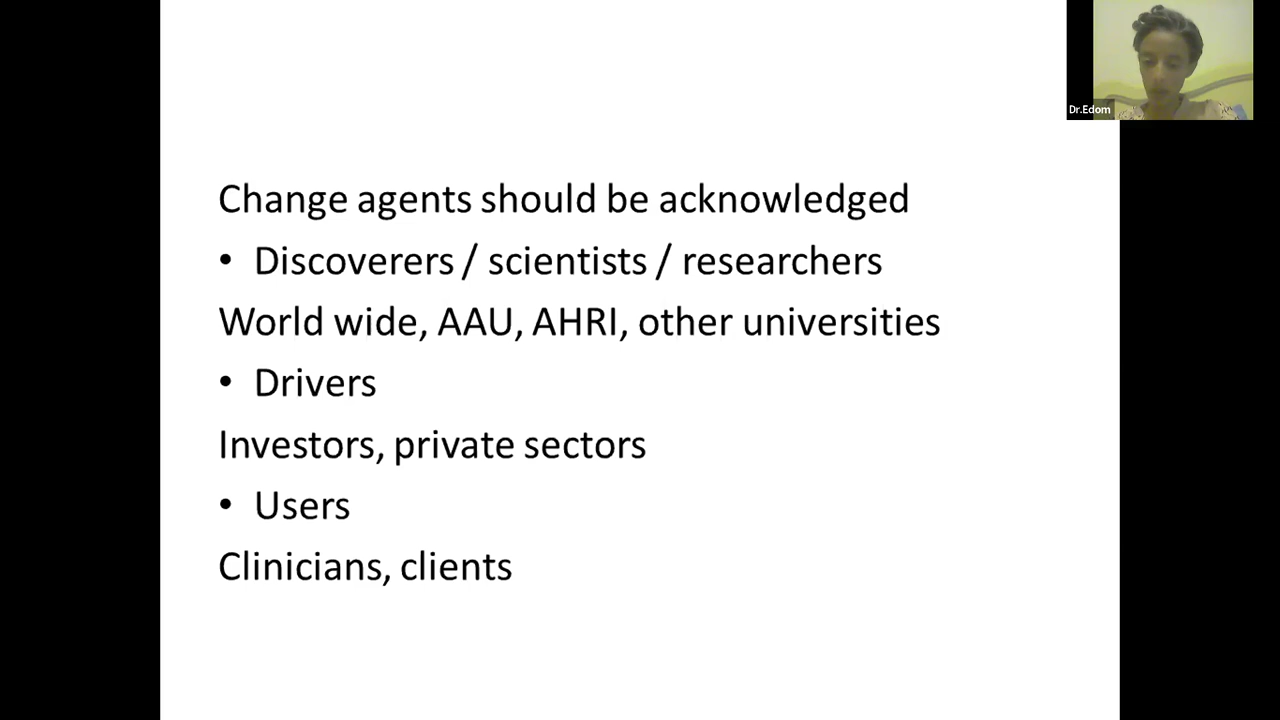 Dr.Edom
Change agents should be acknowledged
• Discoverers / scientists / researchers
World wide, AAU, AHRI, other universities
• Drivers
Investors, private sectors
• Users
Clinicians, clients